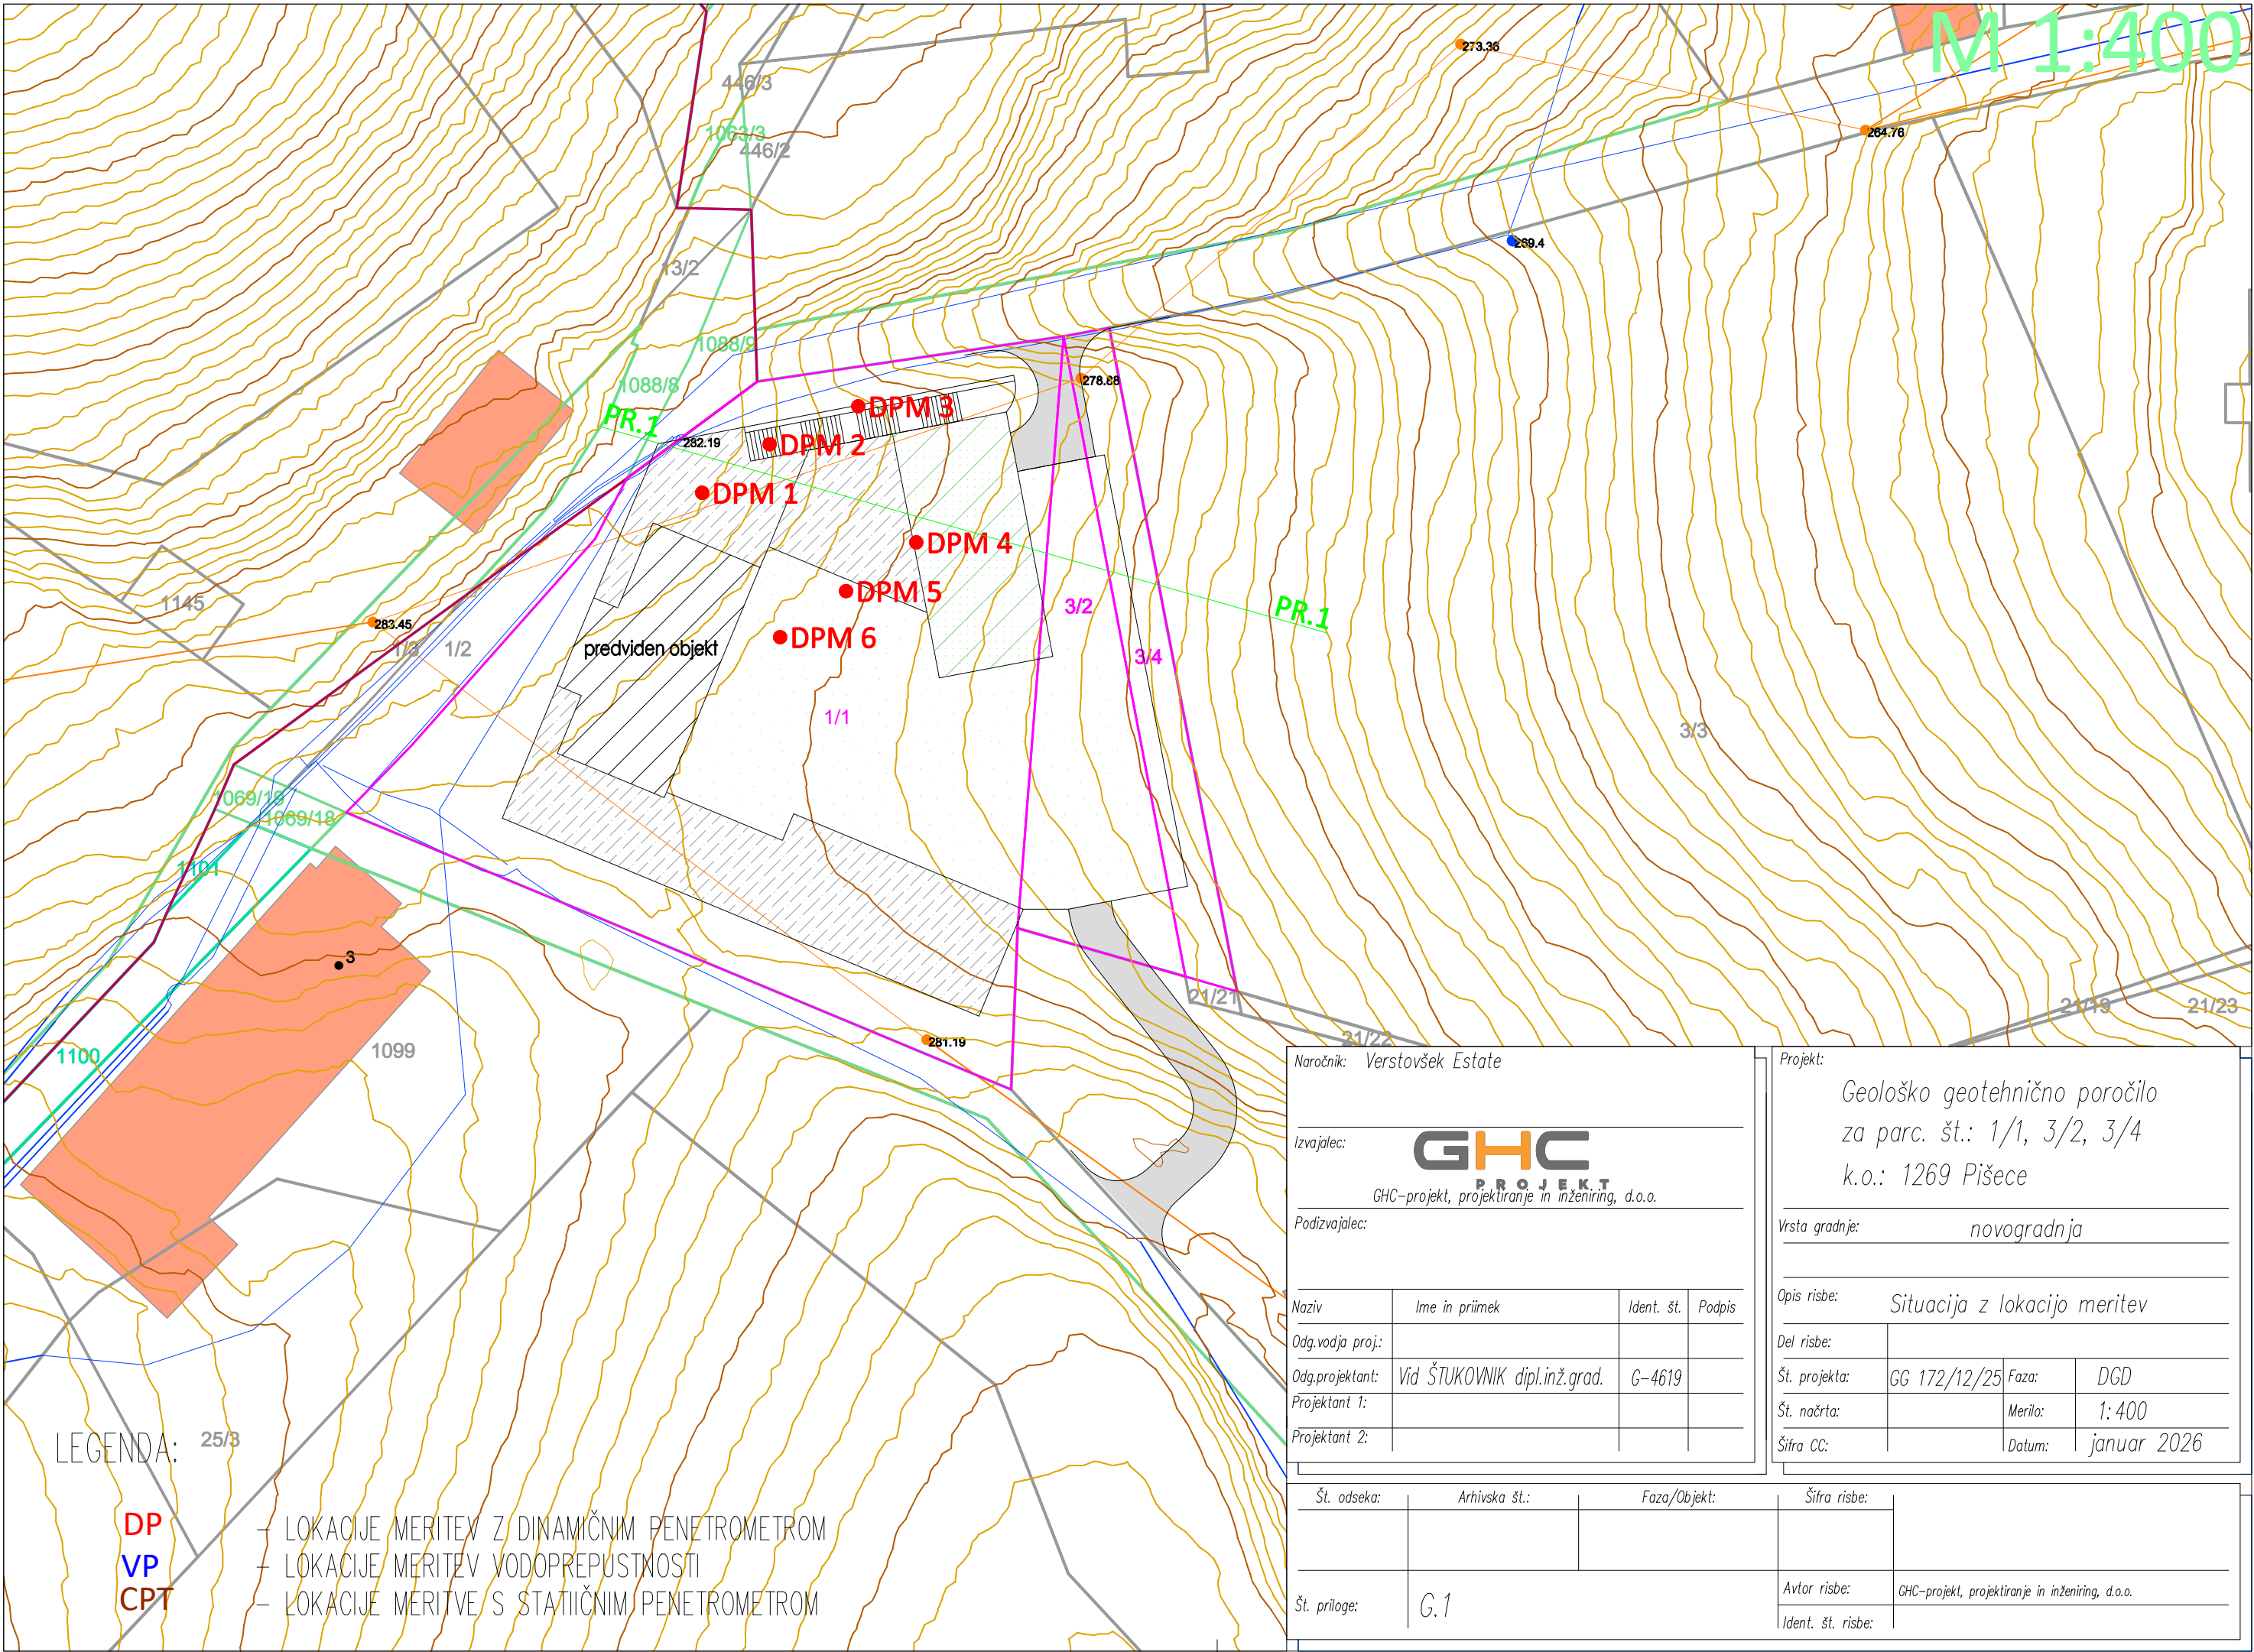 M 1:400
273.36
264.76
446/3
1063/3
446/2
269.4
13/2
1088/9
1088/8
278.68
PR.1
282.19
DPM 3
DPM 2
DPM 1
DPM 4
DPM 5
DPM 6
PR.1
3/2
3/4
1145
283.45
1/3
1/2
predviden objekt
1/1
3/3
1069/19
1069/18
1101
3
1100
1099
281.19
21/21
21/22
21/19
21/23
25/3
LEGENDA:
DP – LOKACIJE MERITEV Z DINAMIČNIM PENETROMETROM
VP – LOKACIJE MERITEV VODOPREPUSTNOSTI
CPT – LOKACIJE MERITVE S STATIIČNIM PENETROMETROM
Naročnik: Verstovšek Estate
Izvajalec:
GHC
PROJEKT
GHC-projekt, projektiranje in inženiring, d.o.o.
Podizvajalec:
Naziv Ime in priimek Ident. št. Podpis
Odg.vodja proj.:
Odg.projektant: Vid ŠTUKOVNIK dipl.inž.grad. G-4619
Projektant 1:
Projektant 2:
Projekt:
Geološko geotehnično poročilo
za parc. št.: 1/1, 3/2, 3/4
k.o.: 1269 Pišece
Vrsta gradnje: novogradnja
Opis risbe: Situacija z lokacijo meritev
Del risbe:
Št. projekta: GG 172/12/25 Faza: DGD
Št. načrta: Merilo: 1:400
Šifra CC: Datum: januar 2026
Št. odseka: Arhivska št.: Faza/Objekt: Šifra risbe:
Št. priloge: G.1
Avtor risbe: GHC-projekt, projektiranje in inženiring, d.o.o.
Ident. št. risbe: